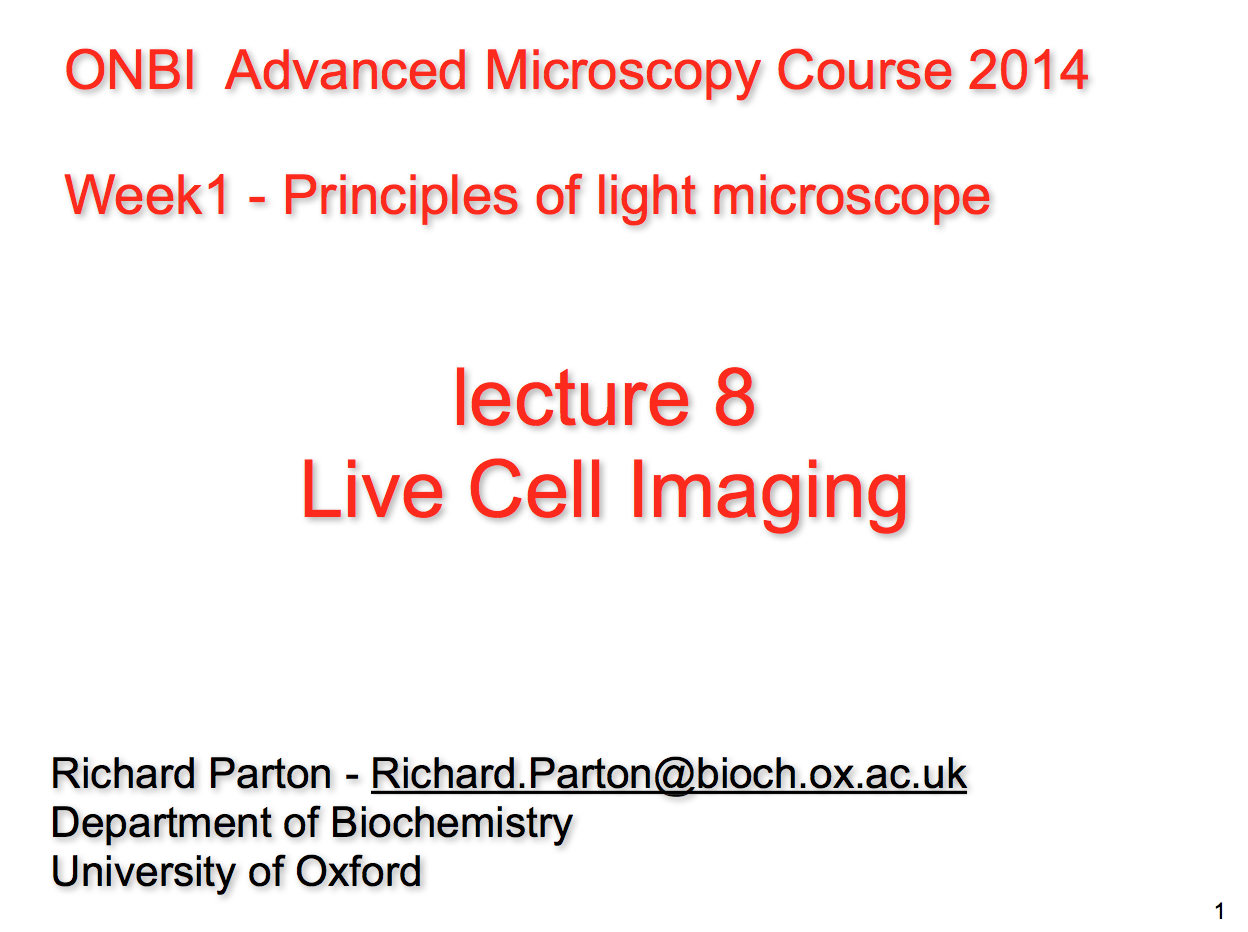 ONBI  Advanced Microscopy Course 2014
Week1 - Principles of light microscope
lecture 8
Live Cell Imaging
Richard Parton - Richard.Parton@bioch.ox.ac.uk
Department of Biochemistry
University of Oxford
1